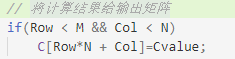 // 将计算结果给输出矩阵
if(Row < M && Col < N)
C[Row*N + Col]=Cvalue;